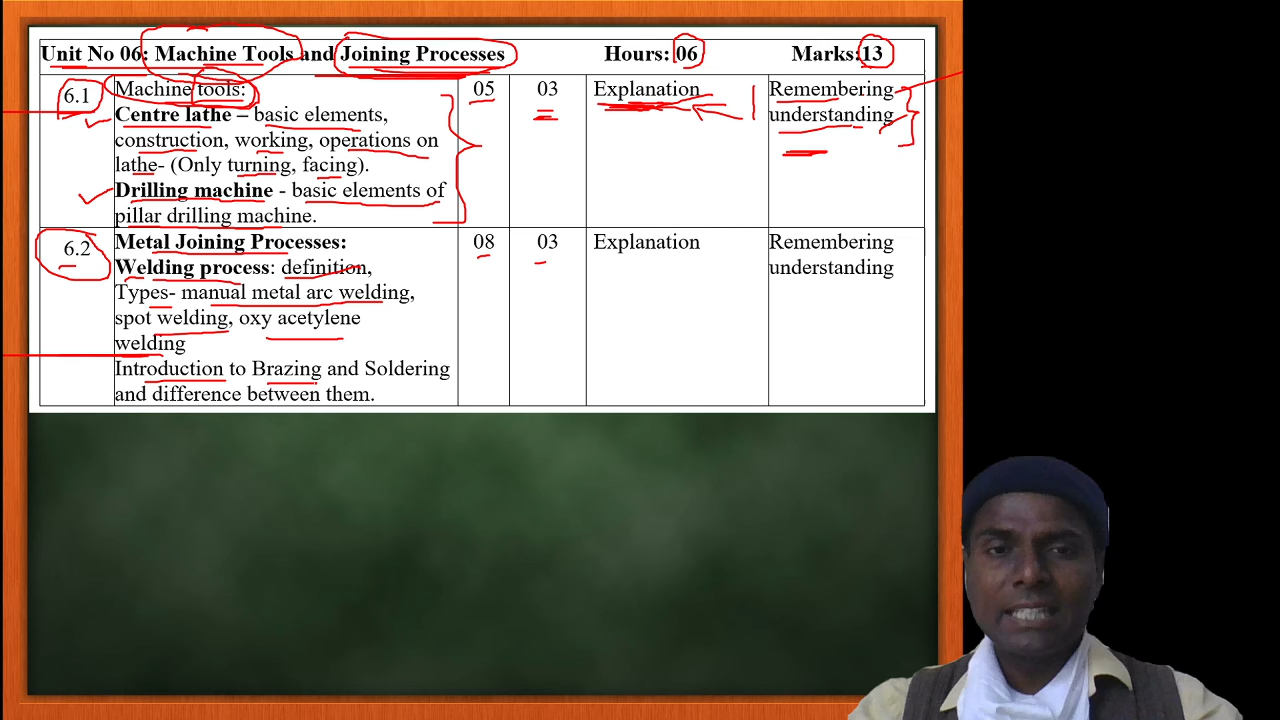 Unit No 06: Machine Tools and Joining Processes Hours: 06 Marks:13
6.1 Machine tools: 05 03 Explanation Remembering
Centre lathe – basic elements, understanding
construction, working, operations on
lathe- (Only turning, facing).
Drilling machine - basic elements of
pillar drilling machine.
6.2 Metal Joining Processes: 08 03 Explanation Remembering
Welding process: definition, understanding
Types- manual metal arc welding,
spot welding, oxy acetylene
welding
Introduction to Brazing and Soldering
and difference between them.